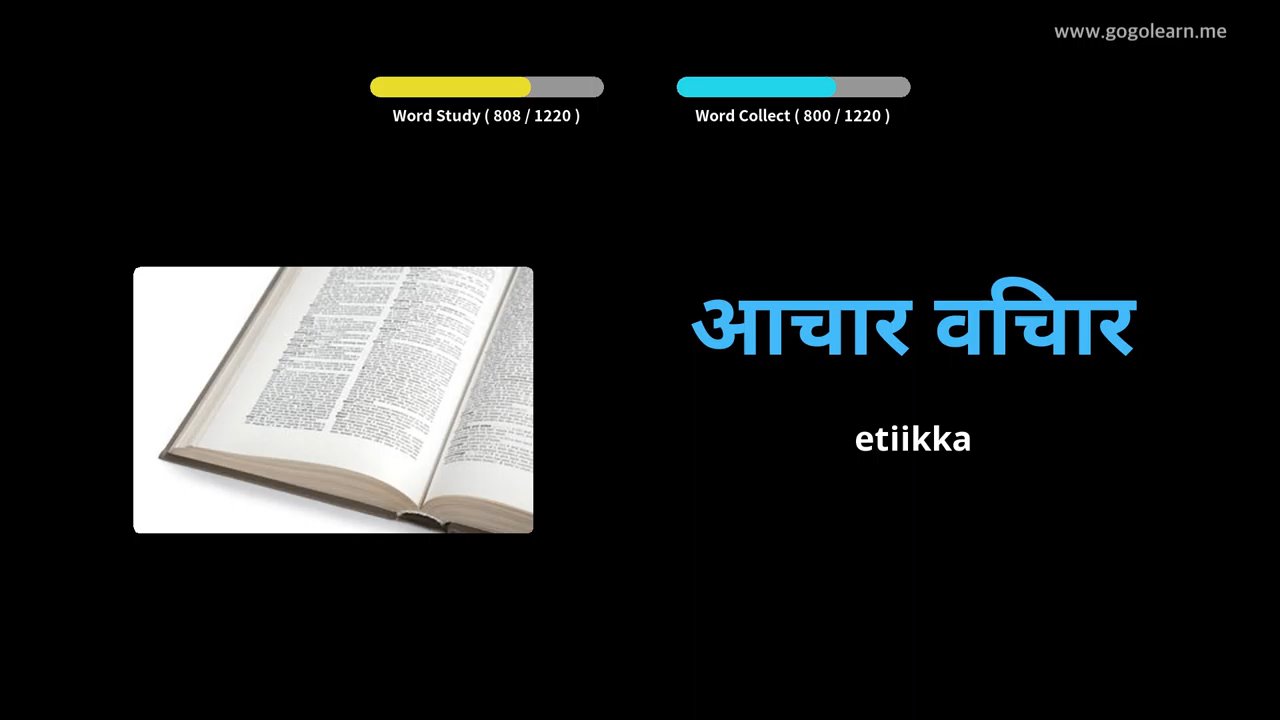 www.gogolearn.me
Word Study ( 808 / 1220 )
Word Collect ( 800 / 1220 )
आचार वचिार
etiikka